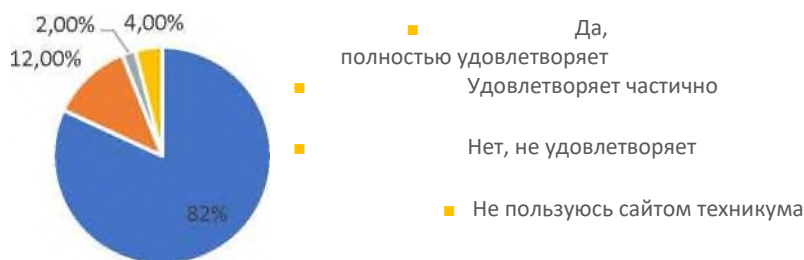 2,00%
4,00%
12,00%
82%
Да,
полностью удовлетворяет
Удовлетворяет частично
Нет, не удовлетворяет
Не пользуюсь сайтом техникума